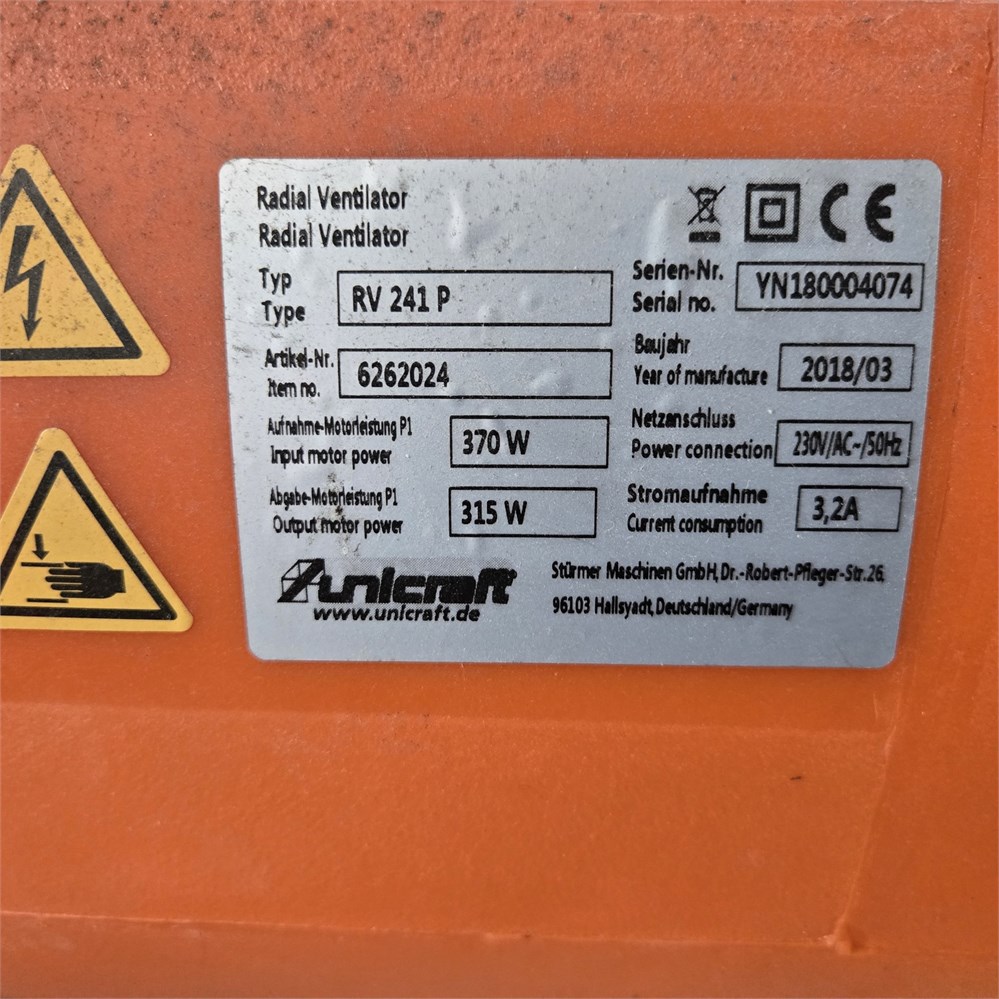 Radial Ventilator
Radial Ventilator
CE
Typ
Type
RV 241 P
Serien-Nr.
Serial no.
YN180004074
Artikel-Nr.
Item no.
6262024
Baujahr
Year of manufacture
2018/03
Aufnahme-Motorleistung P1
Input motor power
370 W
Netzanschluss
Power connection
230V/AC~/50Hz
Abgabe-Motorleistung P1
Output motor power
315 W
Stromaufnahme
Current consumption
3,2A
unicraft
www.unicraft.de
Stürmer Maschinen GmbH, Dr.-Robert-Pfleger-Str.26,
96103 Hallsyadt, Deutschland/Germany